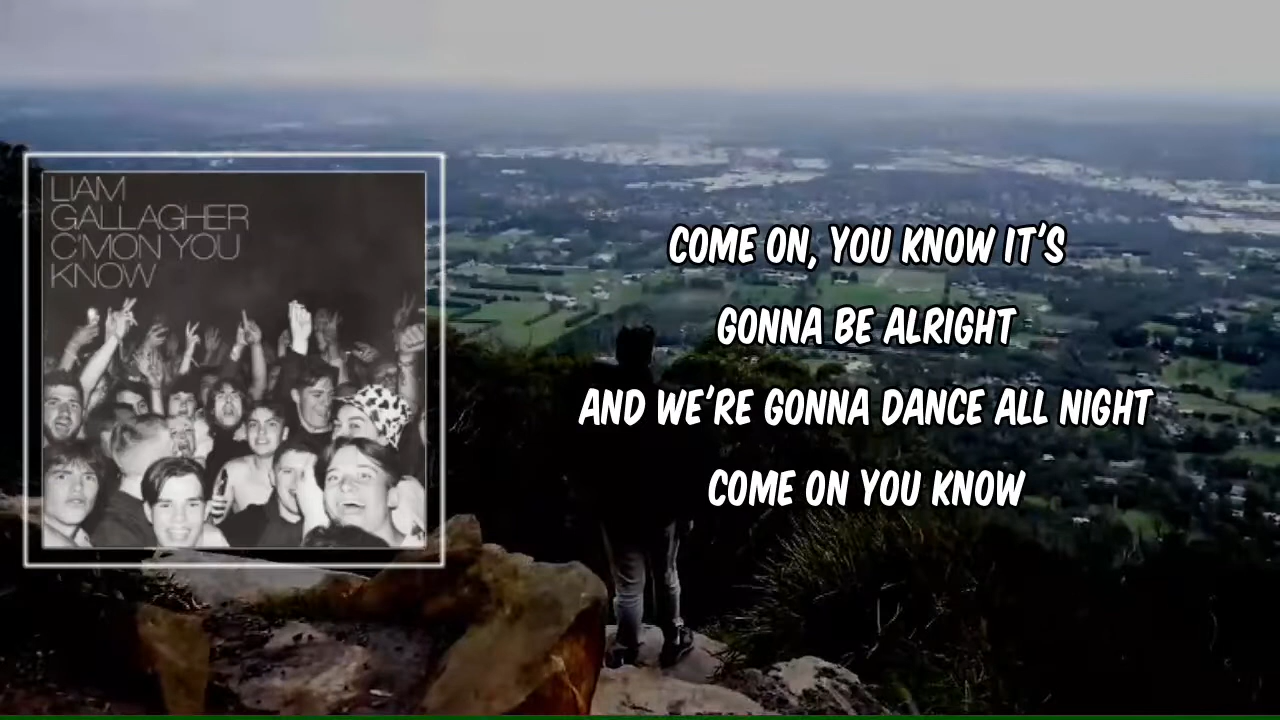 LIAM
GALLAGHER
C'MON YOU
KNOW
COME ON, YOU KNOW IT'S
GONNA BE ALRIGHT
AND WE'RE GONNA DANCE ALL NIGHT
COME ON YOU KNOW